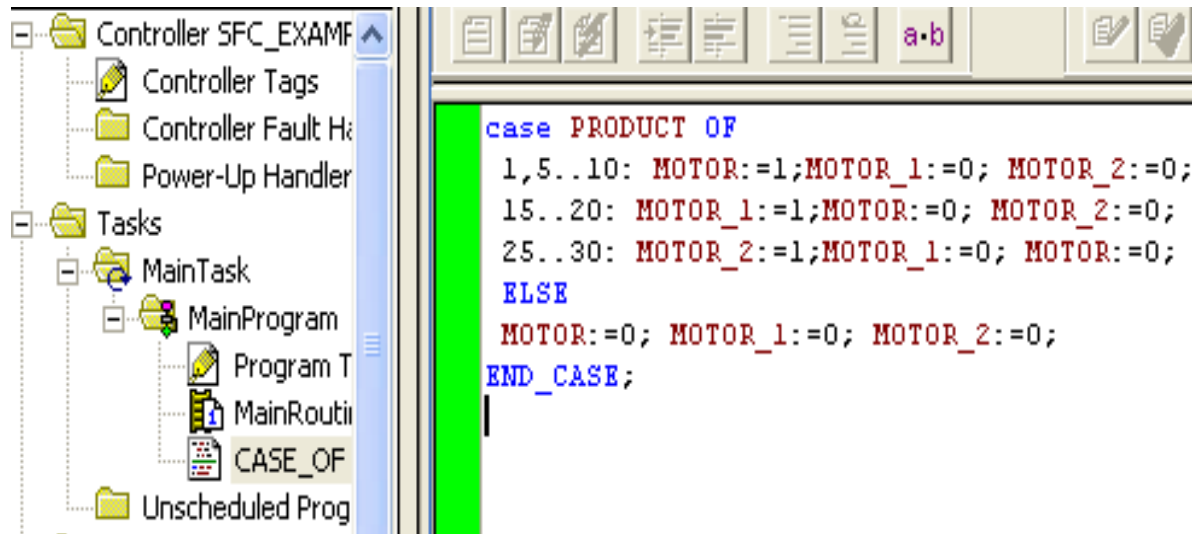 Controller SFC_EXAMP
Controller Tags
Controller Fault Ha
Power-Up Handler
Tasks
MainTask
MainProgram
Program T
MainRouti
CASE_OF
Unscheduled Prog
a·b
case PRODUCT OF
1,5..10: MOTOR:=1;MOTOR_1:=0; MOTOR_2:=0;
15..20: MOTOR_1:=1;MOTOR:=0; MOTOR_2:=0;
25..30: MOTOR_2:=1;MOTOR_1:=0; MOTOR:=0;
ELSE
MOTOR:=0; MOTOR_1:=0; MOTOR_2:=0;
END_CASE;